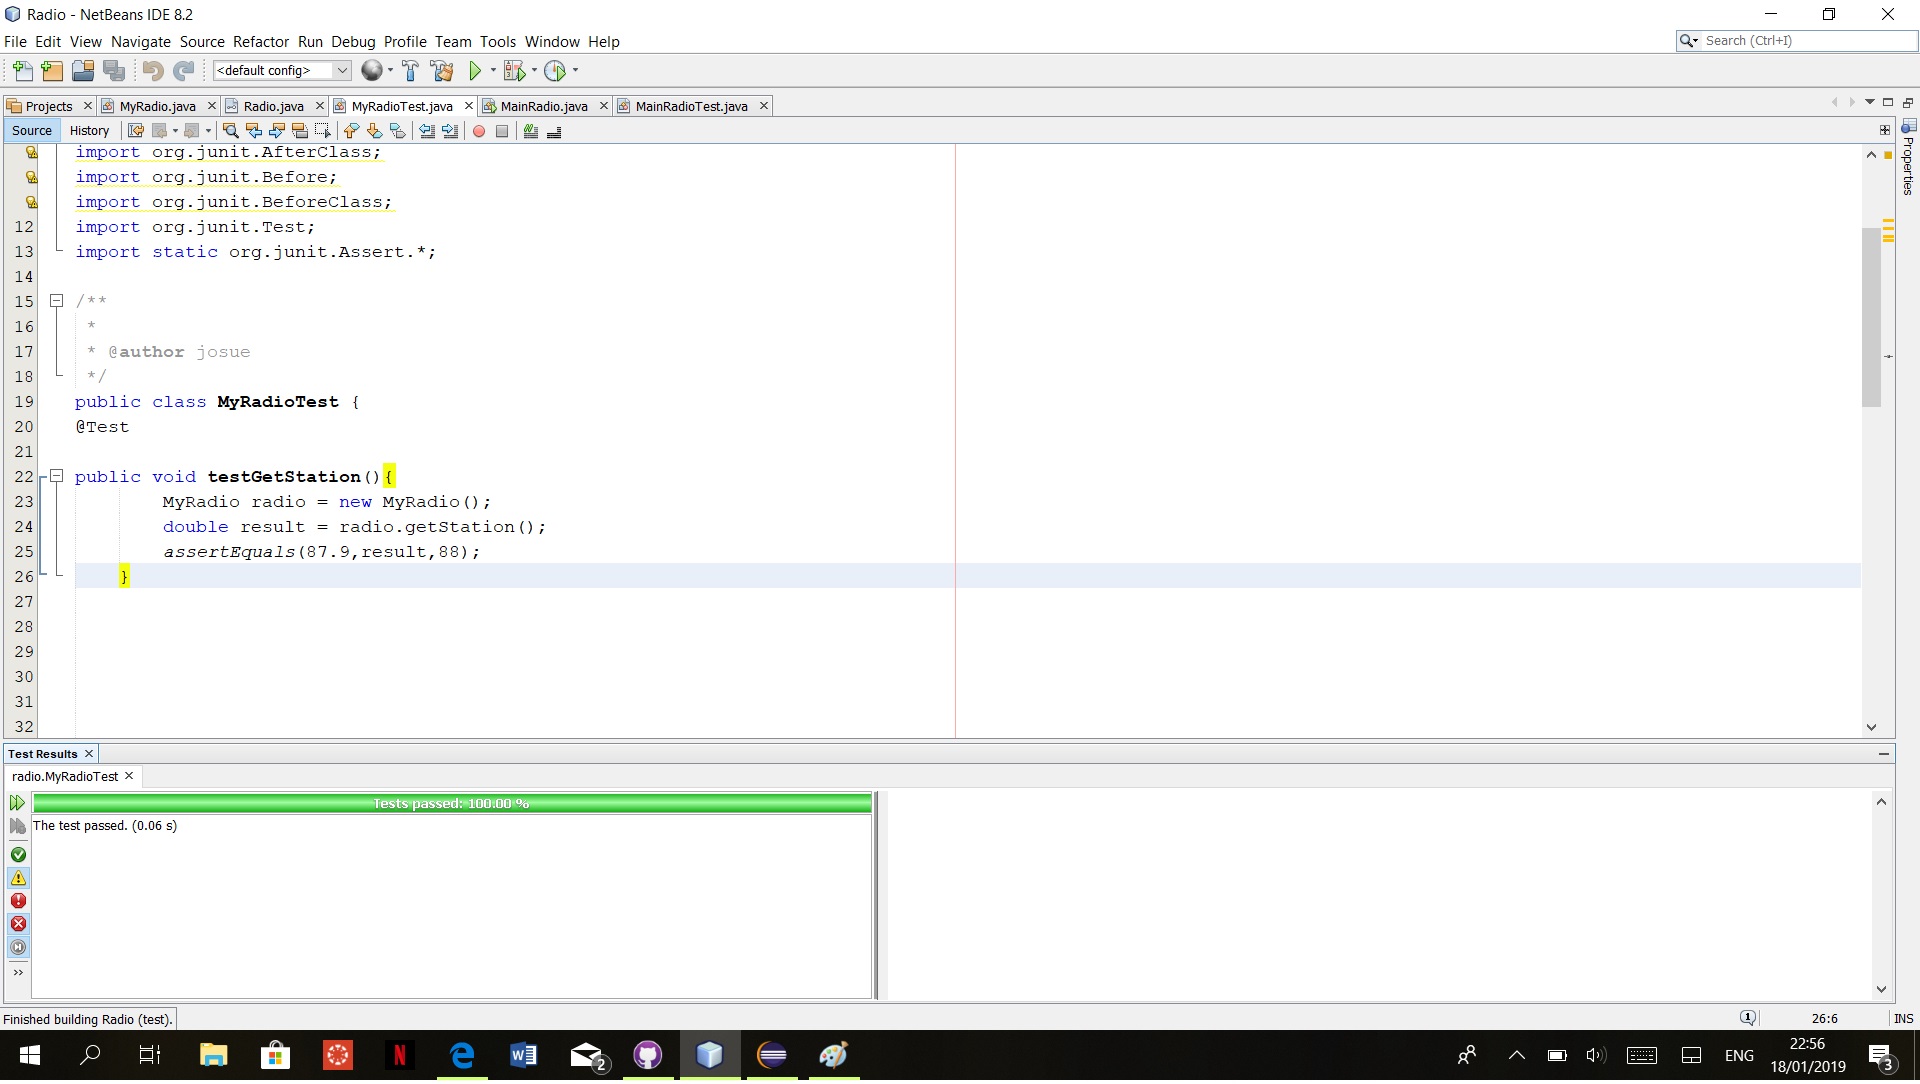 Radio - NetBeans IDE 8.2
File Edit View Navigate Source Refactor Run Debug Profile Team Tools Window Help
Search (Ctrl+I)
<default config>
Projects MyRadio.java Radio.java MyRadioTest.java MainRadio.java MainRadioTest.java
Source History
Properties
import org.junit.AfterClass;
import org.junit.Before;
import org.junit.BeforeClass;
12 import org.junit.Test;
13 import static org.junit.Assert.*;
14
15 /**
16 *
17 * @author josue
18 */
19 public class MyRadioTest {
20 @Test
21
22 public void testGetStation(){
23 MyRadio radio = new MyRadio();
24 double result = radio.getStation();
25 assertEquals(87.9,result,88);
26 }
27
28
29
30
31
32
Test Results
radio.MyRadioTest
Tests passed: 100.00 %
The test passed. (0.06 s)
Finished building Radio (test).
1
26:6
INS
2
ENG
22:56
18/01/2019
3